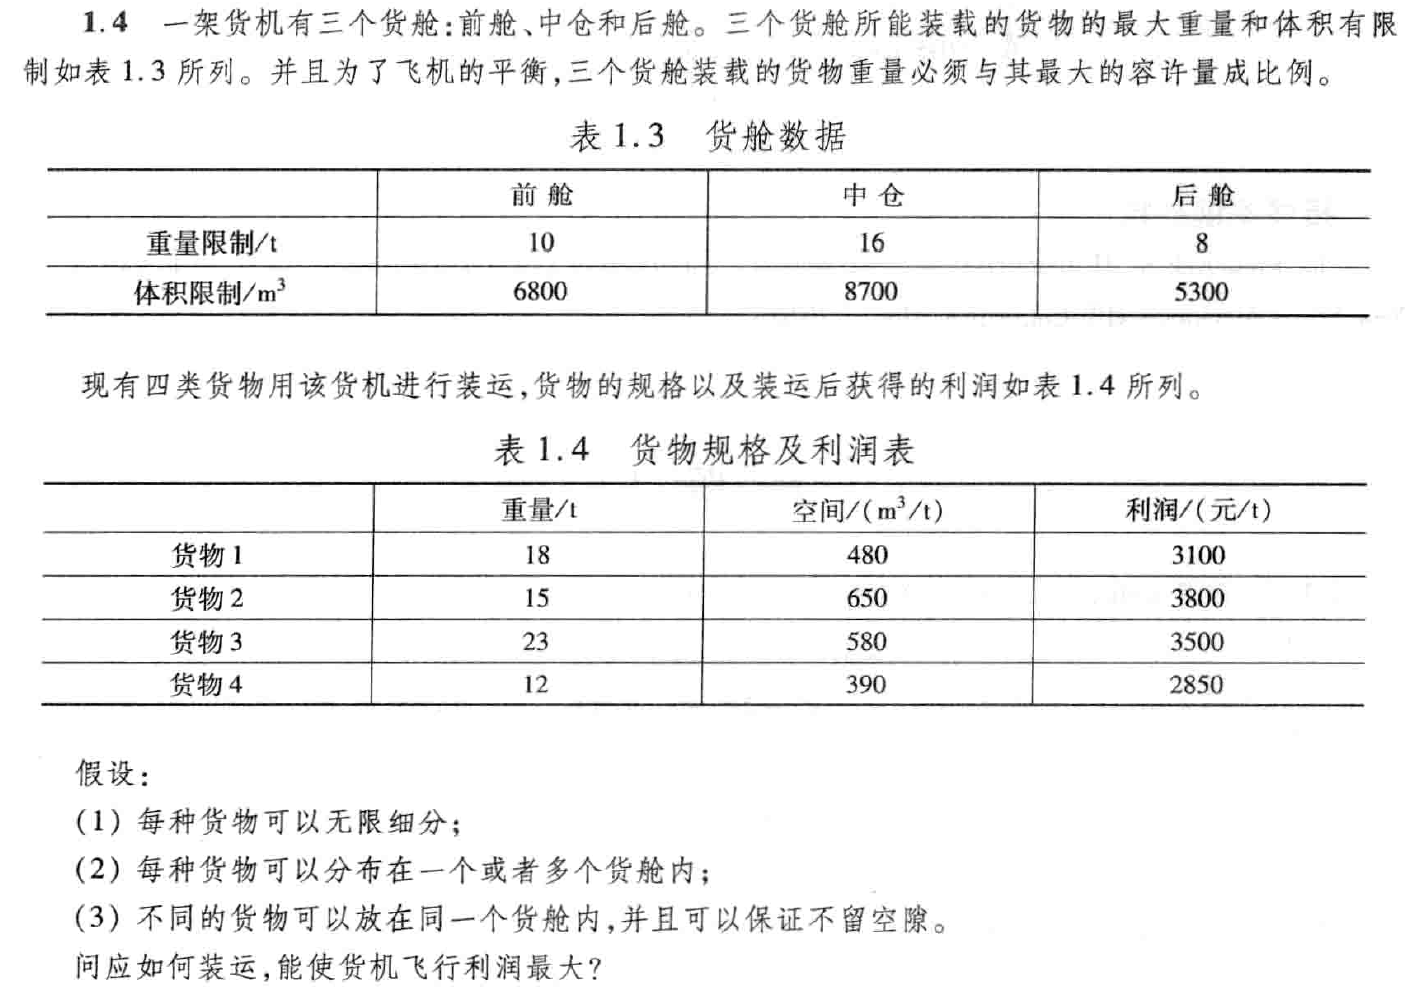 1.4 一架货机有三个货舱:前舱、中仓和后舱。三个货舱所能装载的货物的最大重量和体积有限
制如表 1.3 所列。并且为了飞机的平衡,三个货舱装载的货物重量必须与其最大的容许量成比例。
表 1.3 货舱数据
前 舱 中 仓 后 舱
重量限制/t 10 16 8
体积限制/m³ 6800 8700 5300
现有四类货物用该货机进行装运,货物的规格以及装运后获得的利润如表 1.4 所列。
表 1.4 货物规格及利润表
重量/t 空间/(m³/t) 利润/(元/t)
货物 1 18 480 3100
货物 2 15 650 3800
货物 3 23 580 3500
货物 4 12 390 2850
假设:
(1) 每种货物可以无限细分;
(2) 每种货物可以分布在一个或者多个货舱内;
(3) 不同的货物可以放在同一个货舱内,并且可以保证不留空隙。
问应如何装运,能使货机飞行利润最大?